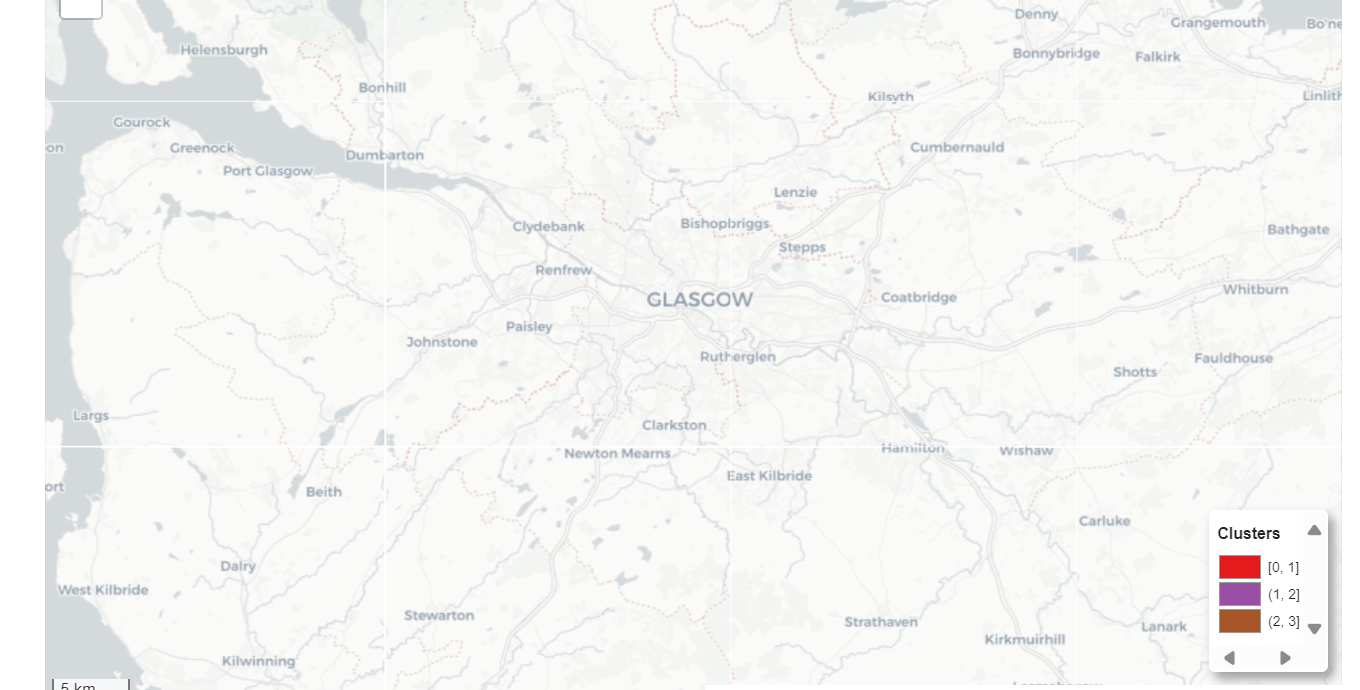 Denny
Grangemouth
Bo'ne
Helensburgh
Bonnybridge
Falkirk
Bonhill
Kilsyth
Linlith
Gourock
on
Greenock
Dumbarton
Cumbernauld
Port Glasgow
Lenzie
Clydebank
Bishopbriggs
Bathgate
Stepps
Renfrew
Whitburn
GLASGOW
Coatbridge
Paisley
Johnstone
Rutherglen
Fauldhouse
Shotts
Largs
Clarkston
Newton Mearns
Hamilton
Wishaw
East Kilbride
ort
Beith
Carluke
Clusters
Dalry
[0, 1]
West Kilbride
(1, 2]
Stewarton
Strathaven
(2, 3]
Lanark
Kirkmuirhill
Kilwinning
5 km